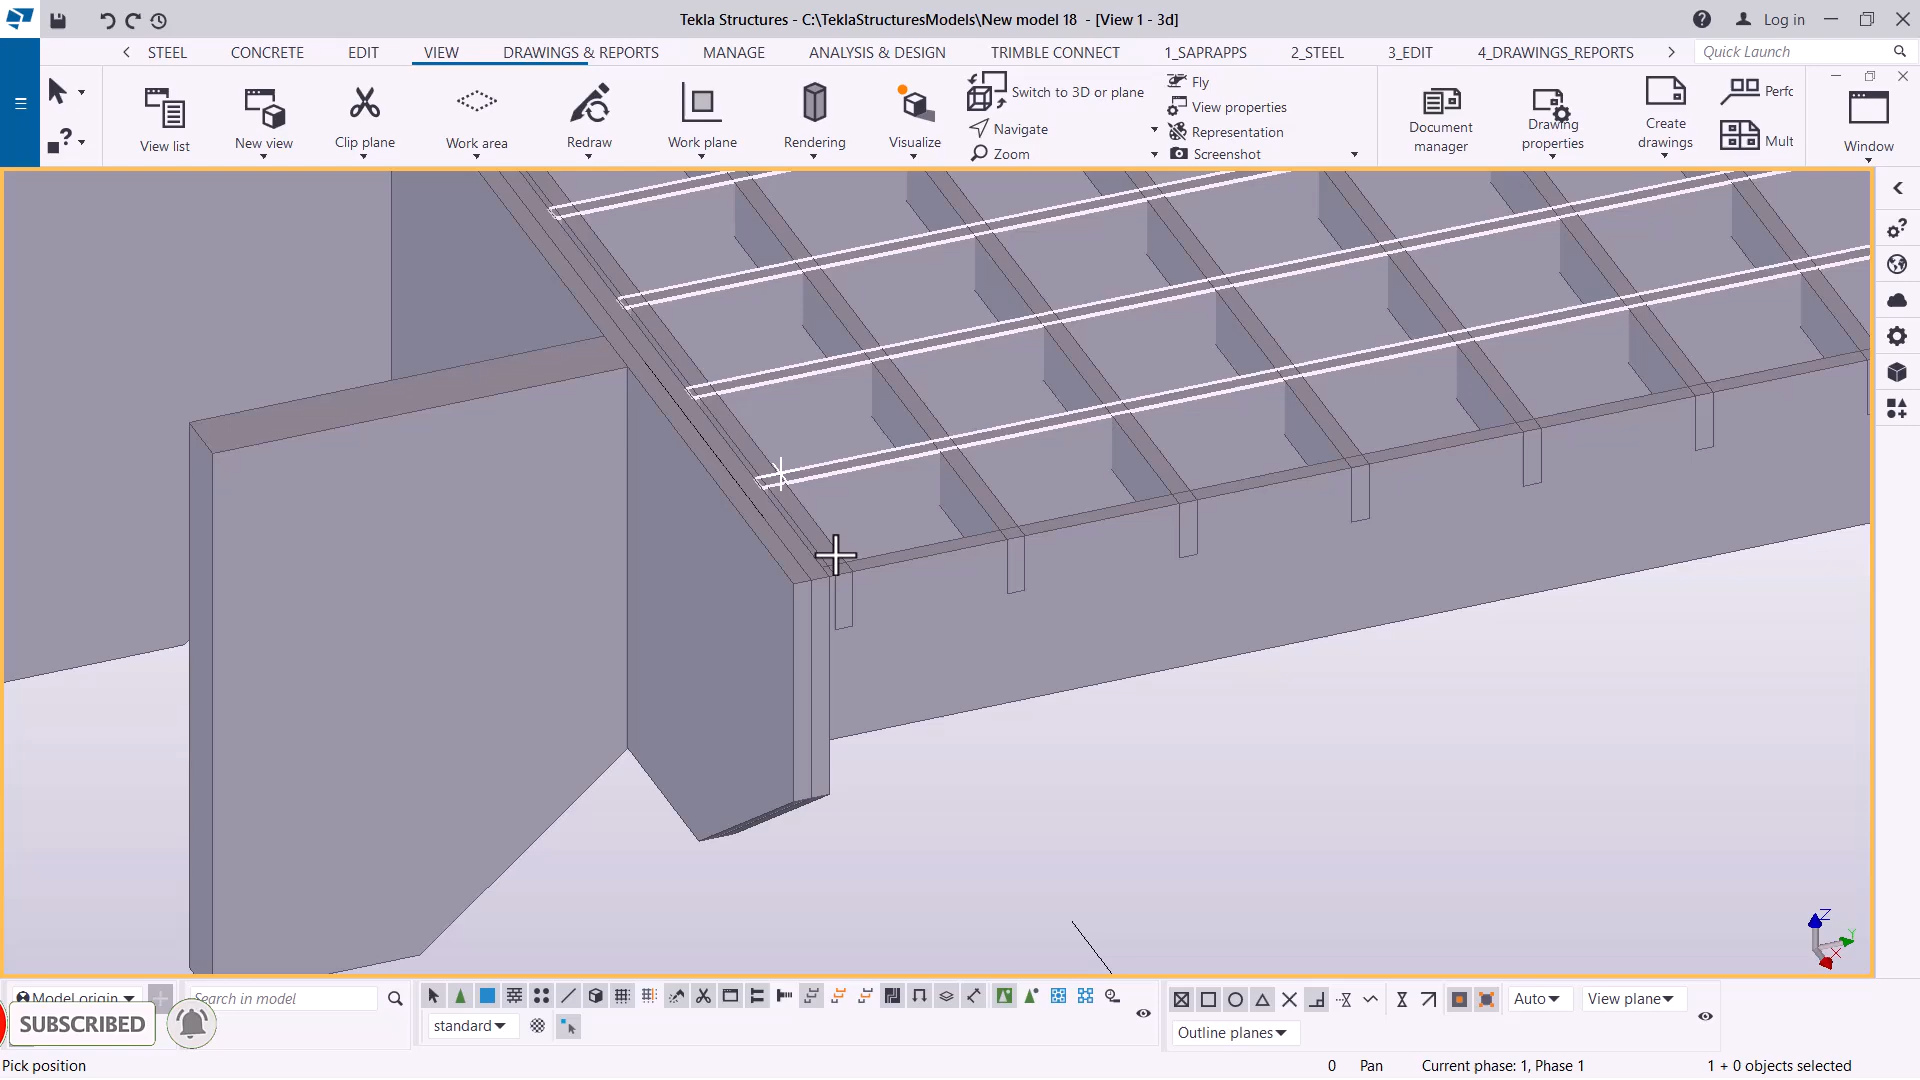 Tekla Structures - C:\TeklaStructuresModels\New model 18 - [View 1 - 3d]
Log in
STEEL
CONCRETE
EDIT
VIEW
DRAWINGS & REPORTS
MANAGE
ANALYSIS & DESIGN
TRIMBLE CONNECT
1_SAPRAPPS
2_STEEL
3_EDIT
4_DRAWINGS_REPORTS
Quick Launch
View list
New view
Clip plane
Work area
Redraw
Work plane
Rendering
Visualize
Switch to 3D or plane
Navigate
Zoom
Fly
View properties
Representation
Screenshot
Document
manager
Drawing
properties
Create
drawings
Perfc
Mult
Window
Z
Y
X
Model origin
Search in model
SUBSCRIBED
standard
Auto
View plane
Outline planes
Pick position
0
Pan
Current phase: 1, Phase 1
1 + 0 objects selected